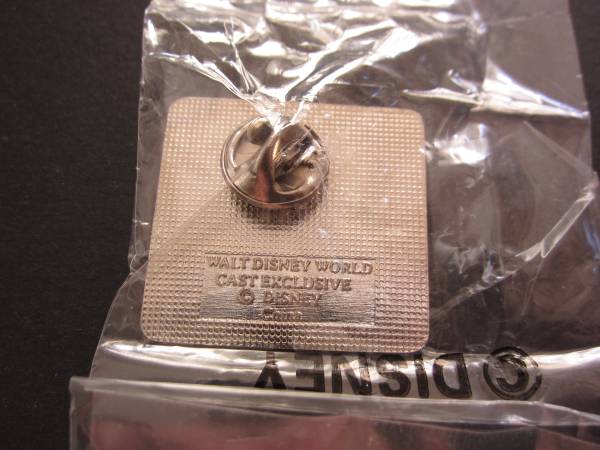 WALT DISNEY WORLD
CAST EXCLUSIVE
© DISNEY
China
© DISNEY